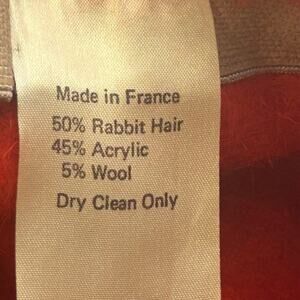 Made in France
50% Rabbit Hair
45% Acrylic
5% Wool
Dry Clean Only